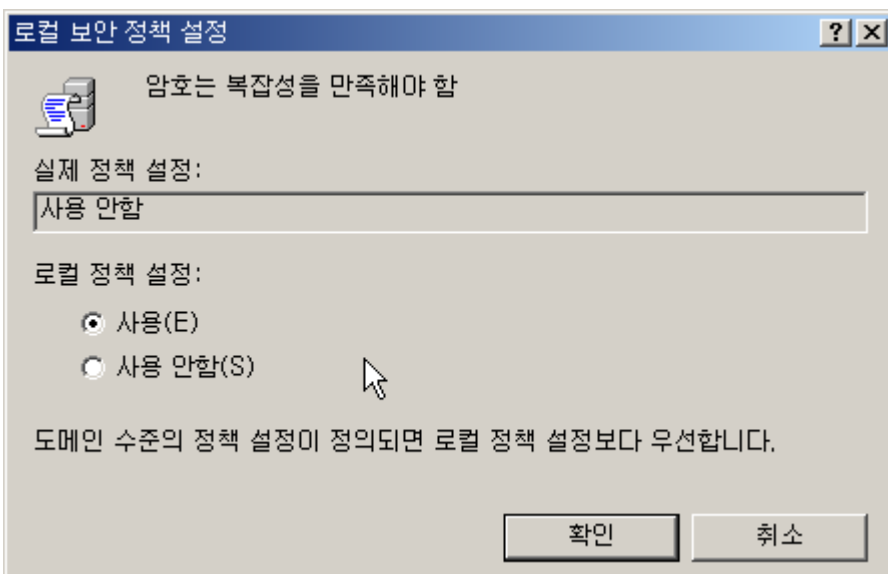 로컬 보안 정책 설정
암호는 복잡성을 만족해야 함
실제 정책 설정:
사용 안함
로컬 정책 설정:
사용(E)
사용 안함(S)
도메인 수준의 정책 설정이 정의되면 로컬 정책 설정보다 우선합니다.
확인 취소